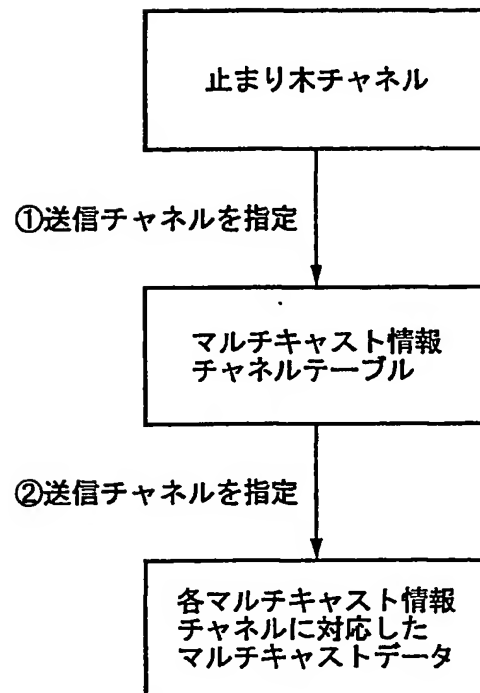 止まり木チャネル
①送信チャネルを指定
マルチキャスト情報
チャネルテーブル
②送信チャネルを指定
各マルチキャスト情報
チャネルに対応した
マルチキャストデータ